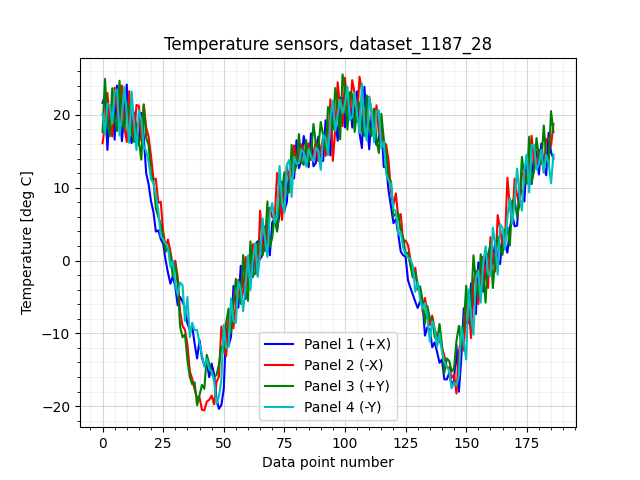 Temperature sensors, dataset_1187_28
Temperature [deg C]
20
10
0
−10
−20
Panel 1 (+X)
Panel 2 (-X)
Panel 3 (+Y)
Panel 4 (-Y)
0 25 50 75 100 125 150 175
Data point number